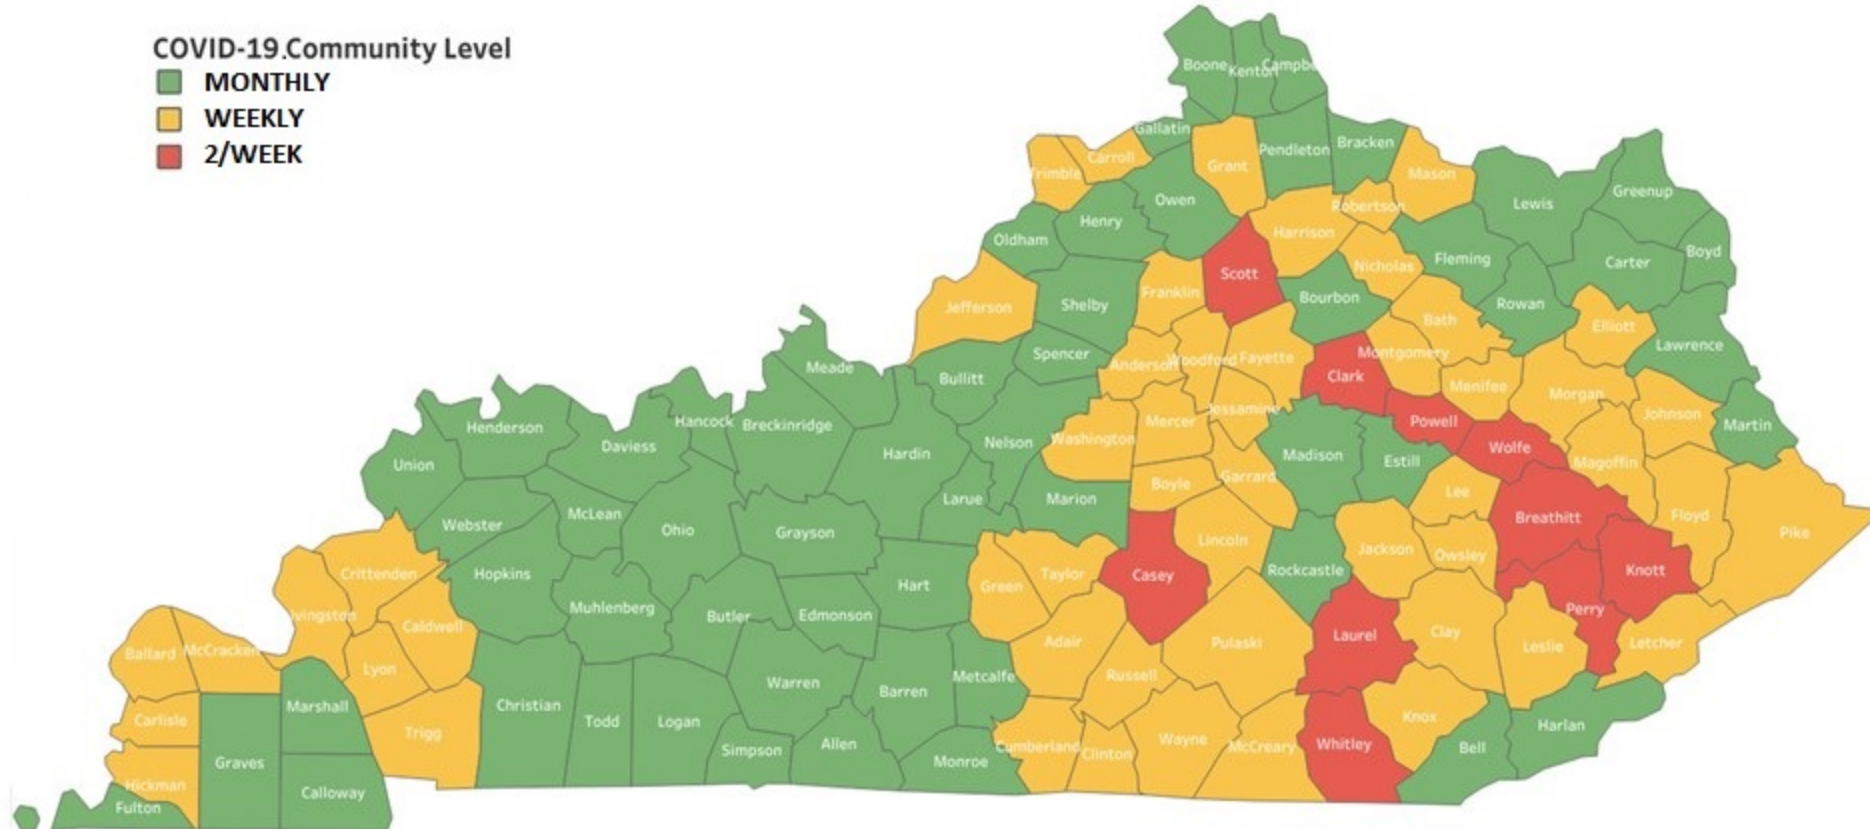 COVID-19.Community Level
MONTHLY
WEEKLY
2/WEEK
Boone
Kenton
Campbe
Gallatin
Carroll
Trimble
Grant
Pendleton
Bracken
Mason
Robertson
Lewis
Greenup
Owen
Henry
Oldham
Harrison
Scott
Nicholas
Fleming
Carter
Boyd
Rowan
Jefferson
Shelby
Franklin
Bourbon
Bath
Elliott
Lawrence
Spencer
Anderson
Woodford
Fayette
Montgomery
Clark
Menifee
Morgan
Meade
Bullitt
Jessamine
Mercer
Powell
Johnson
Martin
Henderson
Daviess
Hancock
Breckinridge
Hardin
Nelson
Washington
Madison
Estill
Wolfe
Magoffin
Union
Larue
Marion
Boyle
Garrard
Lee
Webster
McLean
Ohio
Grayson
Breathitt
Floyd
Pike
Lincoln
Jackson
Owsley
Crittenden
Hopkins
Hart
Green
Taylor
Casey
Rockcastle
Knott
Muhlenberg
Butler
Edmonson
Perry
ivingston
Caldwell
Adair
Pulaski
Laurel
Clay
Leslie
Letcher
Ballard
McCracken
Lyon
Warren
Barren
Metcalfe
Russell
Marshall
Christian
Todd
Logan
Carlisle
Trigg
Simpson
Allen
Monroe
Cumberland
Clinton
Wayne
McCreary
Whitley
Knox
Bell
Harlan
Graves
Hickman
Calloway
Fulton